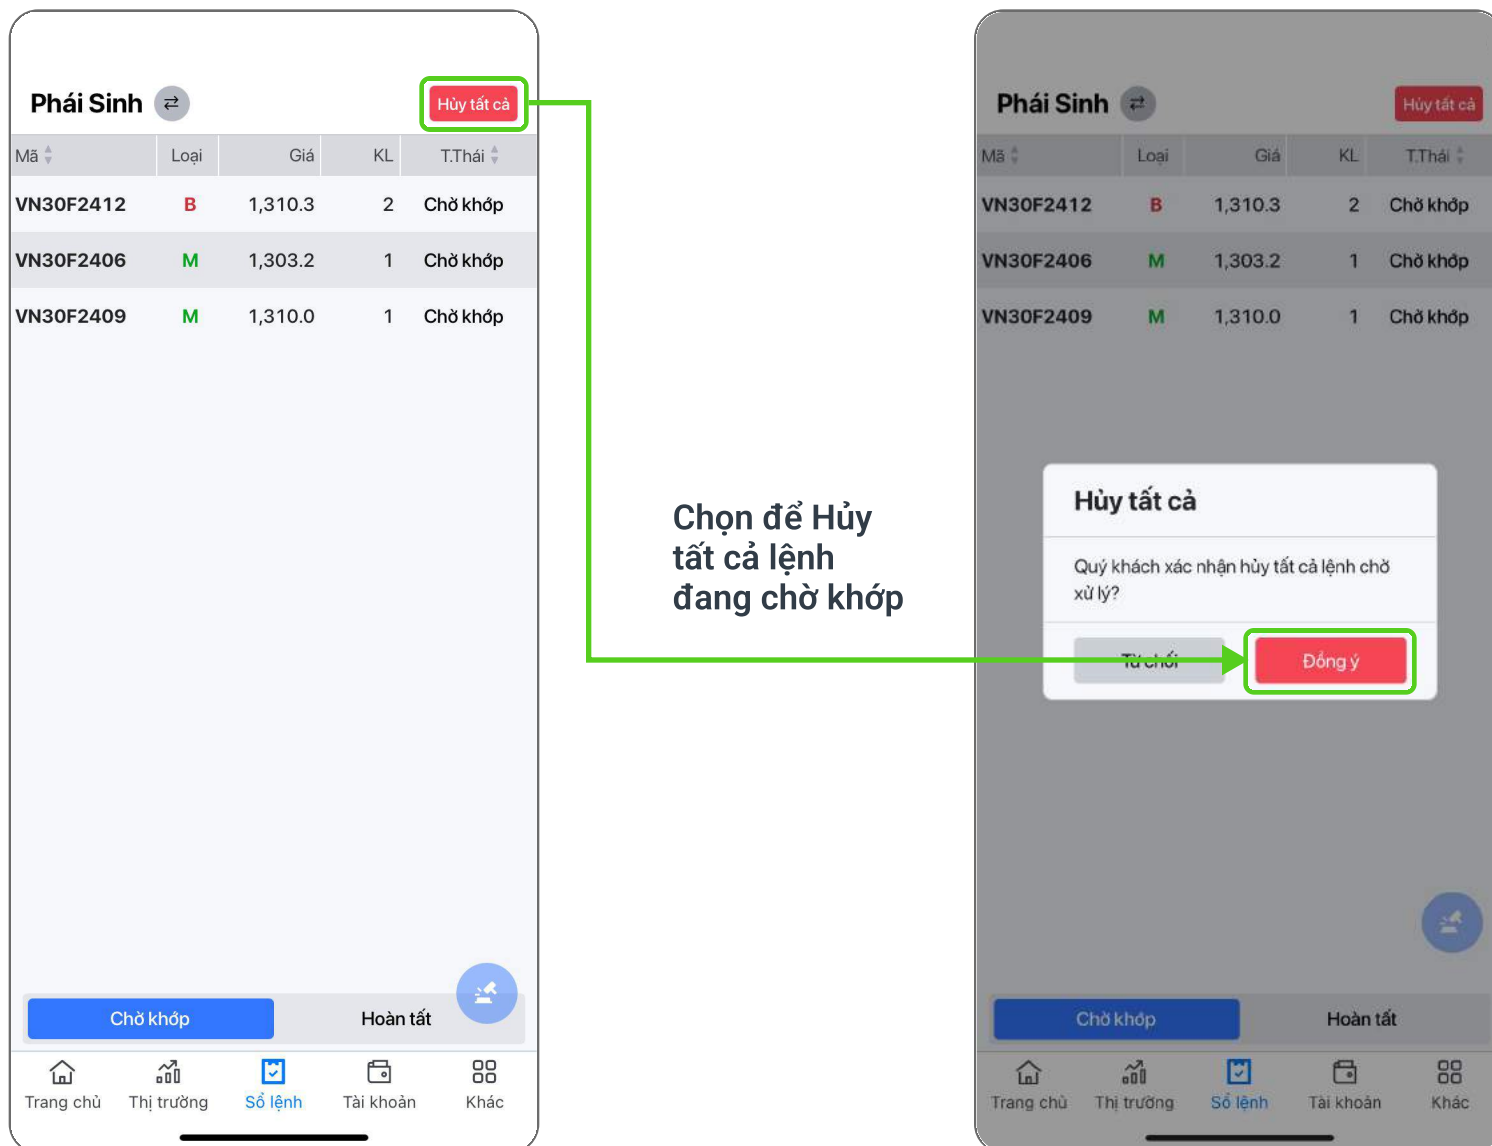 Phái Sinh
Hủy tất cả
Mã Loại Giá KL T.Thái
VN30F2412 B 1,310.3 2 Chờ khớp
VN30F2406 M 1,303.2 1 Chờ khớp
VN30F2409 M 1,310.0 1 Chờ khớp
Chờ khớp Hoàn tất
Trang chủ Thị trường Sổ lệnh Tài khoản Khác
Chọn để Hủy
tất cả lệnh
đang chờ khớp
Phái Sinh
Hủy tất cả
Mã Loại Giá KL T.Thái
VN30F2412 B 1,310.3 2 Chờ khớp
VN30F2406 M 1,303.2 1 Chờ khớp
VN30F2409 M 1,310.0 1 Chờ khớp
Hủy tất cả
Quý khách xác nhận hủy tất cả lệnh chờ
xử lý?
Từ chối Đồng ý
Chờ khớp Hoàn tất
Trang chủ Thị trường Sổ lệnh Tài khoản Khác